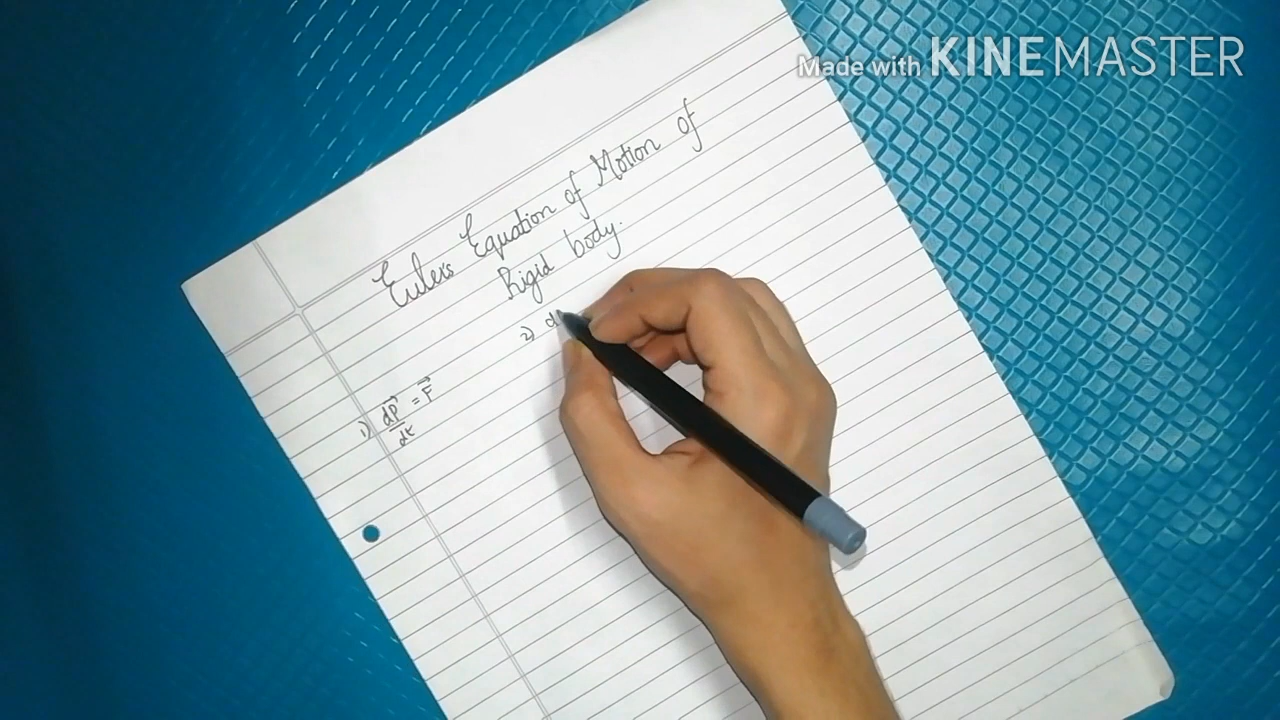 Made with KINEMASTER
Eulers Equation of Motion of
Rigid body.
2) d
1) dP⃗/dt = F⃗